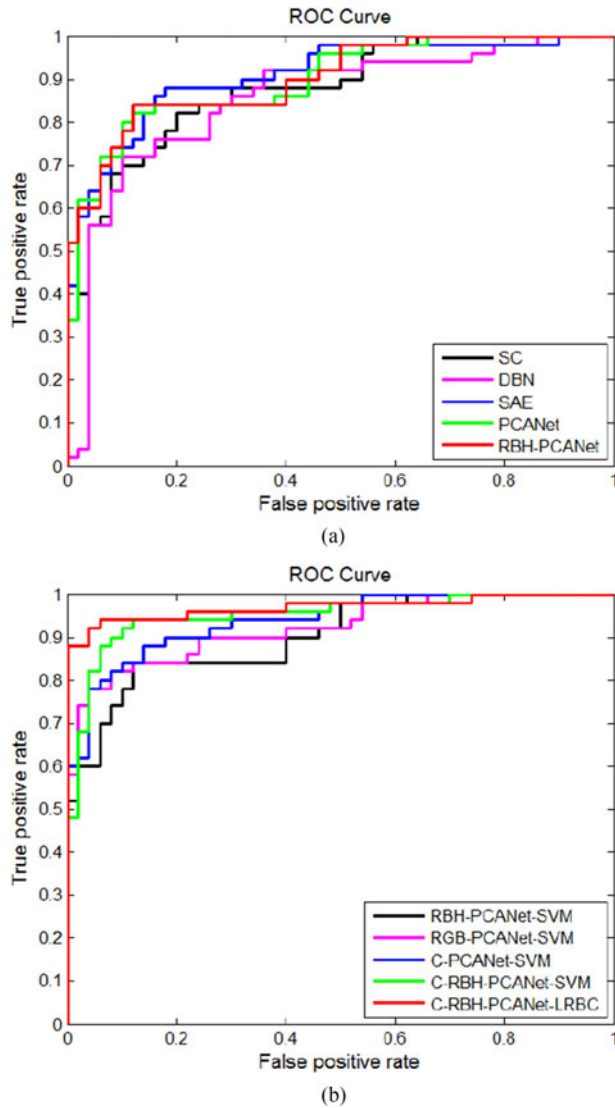 ROC Curve
1
0.9
0.8
0.7
0.6
0.5
0.4
0.3
0.2
0.1
0
True positive rate
SC
DBN
SAE
PCANet
RBH-PCANet
0 0.2 0.4 0.6 0.8 1
False positive rate
(a)
ROC Curve
1
0.9
0.8
0.7
0.6
0.5
0.4
0.3
0.2
0.1
0
True positive rate
RBH-PCANet-SVM
RGB-PCANet-SVM
C-PCANet-SVM
C-RBH-PCANet-SVM
C-RBH-PCANet-LRBC
0 0.2 0.4 0.6 0.8 1
False positive rate
(b)